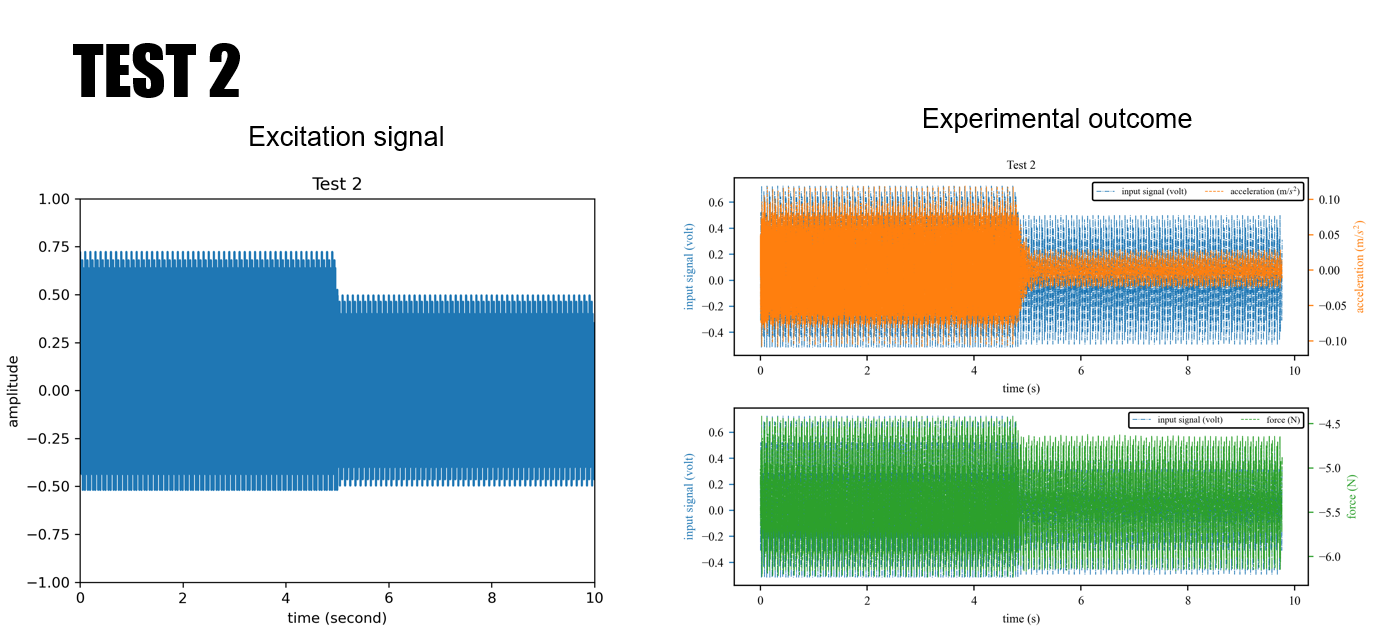 TEST 2
Excitation signal
Test 2
1.00
0.75
0.50
0.25
0.00
−0.25
−0.50
−0.75
−1.00
amplitude
0 2 4 6 8 10
time (second)
Experimental outcome
Test 2
input signal (volt) acceleration (m/s²)
0.6
0.4
0.2
0.0
−0.2
−0.4
input signal (volt)
0.10
0.05
0.00
−0.05
−0.10
acceleration (m/s²)
0 2 4 6 8 10
time (s)
input signal (volt) force (N)
0.6
0.4
0.2
0.0
−0.2
−0.4
input signal (volt)
−4.5
−5.0
−5.5
−6.0
force (N)
0 2 4 6 8 10
time (s)